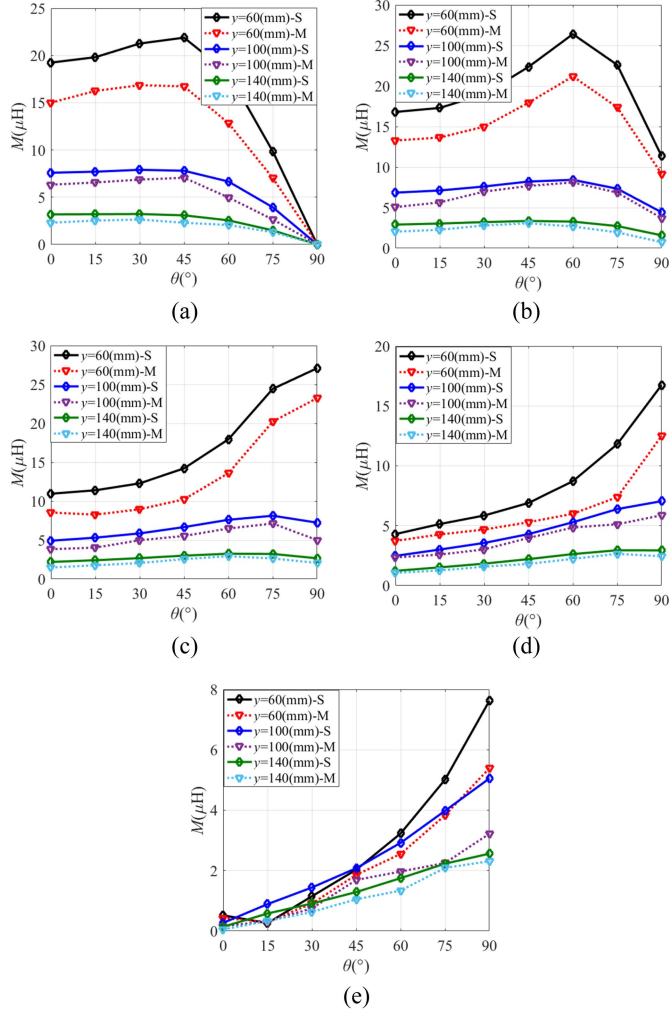 25
20
15
10
5
0
M(μH)
y=60(mm)-S
y=60(mm)-M
y=100(mm)-S
y=100(mm)-M
y=140(mm)-S
y=140(mm)-M
0 15 30 45 60 75 90
θ(°)
(a)
30
25
20
15
10
5
0
M(μH)
y=60(mm)-S
y=60(mm)-M
y=100(mm)-S
y=100(mm)-M
y=140(mm)-S
y=140(mm)-M
0 15 30 45 60 75 90
θ(°)
(b)
30
25
20
15
10
5
0
M(μH)
y=60(mm)-S
y=60(mm)-M
y=100(mm)-S
y=100(mm)-M
y=140(mm)-S
y=140(mm)-M
0 15 30 45 60 75 90
θ(°)
(c)
20
15
10
5
0
M(μH)
y=60(mm)-S
y=60(mm)-M
y=100(mm)-S
y=100(mm)-M
y=140(mm)-S
y=140(mm)-M
0 15 30 45 60 75 90
θ(°)
(d)
8
6
4
2
0
M(μH)
y=60(mm)-S
y=60(mm)-M
y=100(mm)-S
y=100(mm)-M
y=140(mm)-S
y=140(mm)-M
0 15 30 45 60 75 90
θ(°)
(e)